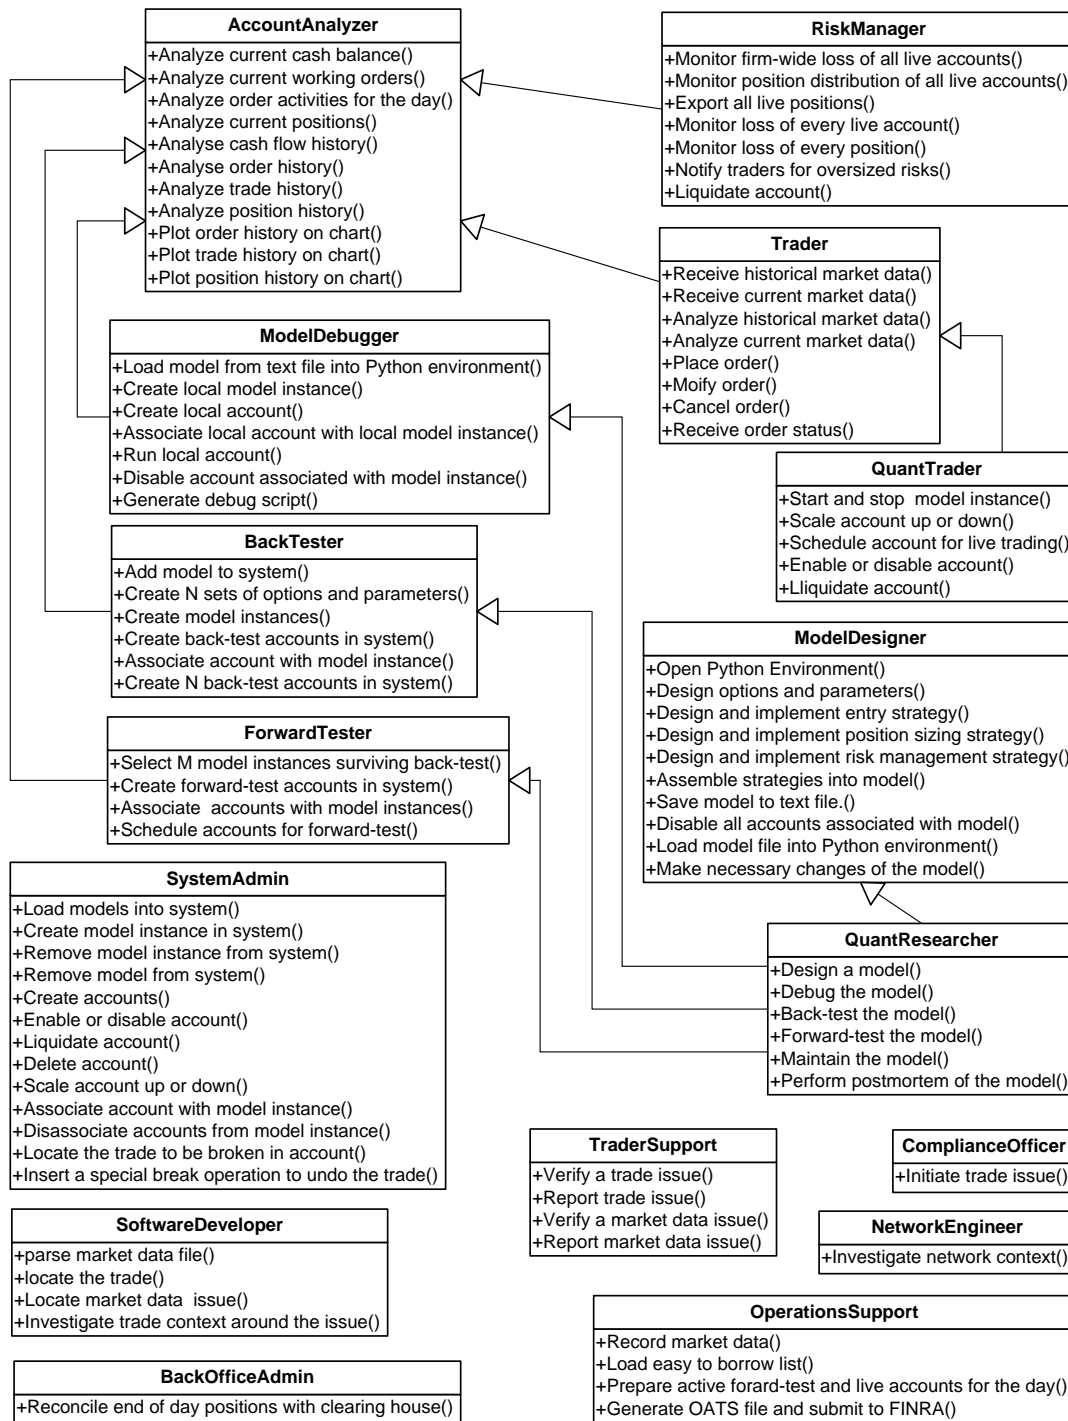 AccountAnalyzer
+Analyze current cash balance()
+Analyze current working orders()
+Analyze order activities for the day()
+Analyze current positions()
+Analyse cash flow history()
+Analyse order history()
+Analyze trade history()
+Analyze position history()
+Plot order history on chart()
+Plot trade history on chart()
+Plot position history on chart()
RiskManager
+Monitor firm-wide loss of all live accounts()
+Monitor position distribution of all live accounts()
+Export all live positions()
+Monitor loss of every live account()
+Monitor loss of every position()
+Notify traders for oversized risks()
+Liquidate account()
Trader
+Receive historical market data()
+Receive current market data()
+Analyze historical market data()
+Analyze current market data()
+Place order()
+Moify order()
+Cancel order()
+Receive order status()
ModelDebugger
+Load model from text file into Python environment()
+Create local model instance()
+Create local account()
+Associate local account with local model instance()
+Run local account()
+Disable account associated with model instance()
+Generate debug script()
QuantTrader
+Start and stop  model instance()
+Scale account up or down()
+Schedule account for live trading()
+Enable or disable account()
+Lliquidate account()
BackTester
+Add model to system()
+Create N sets of options and parameters()
+Create model instances()
+Create back-test accounts in system()
+Associate account with model instance()
+Create N back-test accounts in system()
ModelDesigner
+Open Python Environment()
+Design options and parameters()
+Design and implement entry strategy()
+Design and implement position sizing strategy()
+Design and implement risk management strategy()
+Assemble strategies into model()
+Save model to text file.()
+Disable all accounts associated with model()
+Load model file into Python environment()
+Make necessary changes of the model()
ForwardTester
+Select M model instances surviving back-test()
+Create forward-test accounts in system()
+Associate  accounts with model instances()
+Schedule accounts for forward-test()
SystemAdmin
+Load models into system()
+Create model instance in system()
+Remove model instance from system()
+Remove model from system()
+Create accounts()
+Enable or disable account()
+Liquidate account()
+Delete account()
+Scale account up or down()
+Associate account with model instance()
+Disassociate accounts from model instance()
+Locate the trade to be broken in account()
+Insert a special break operation to undo the trade()
QuantResearcher
+Design a model()
+Debug the model()
+Back-test the model()
+Forward-test the model()
+Maintain the model()
+Perform postmortem of the model()
TraderSupport
+Verify a trade issue()
+Report trade issue()
+Verify a market data issue()
+Report market data issue()
ComplianceOfficer
+Initiate trade issue()
NetworkEngineer
+Investigate network context()
SoftwareDeveloper
+parse market data file()
+locate the trade()
+Locate market data  issue()
+Investigate trade context around the issue()
OperationsSupport
+Record market data()
+Load easy to borrow list()
+Prepare active forard-test and live accounts for the day()
+Generate OATS file and submit to FINRA()
BackOfficeAdmin
+Reconcile end of day positions with clearing house()